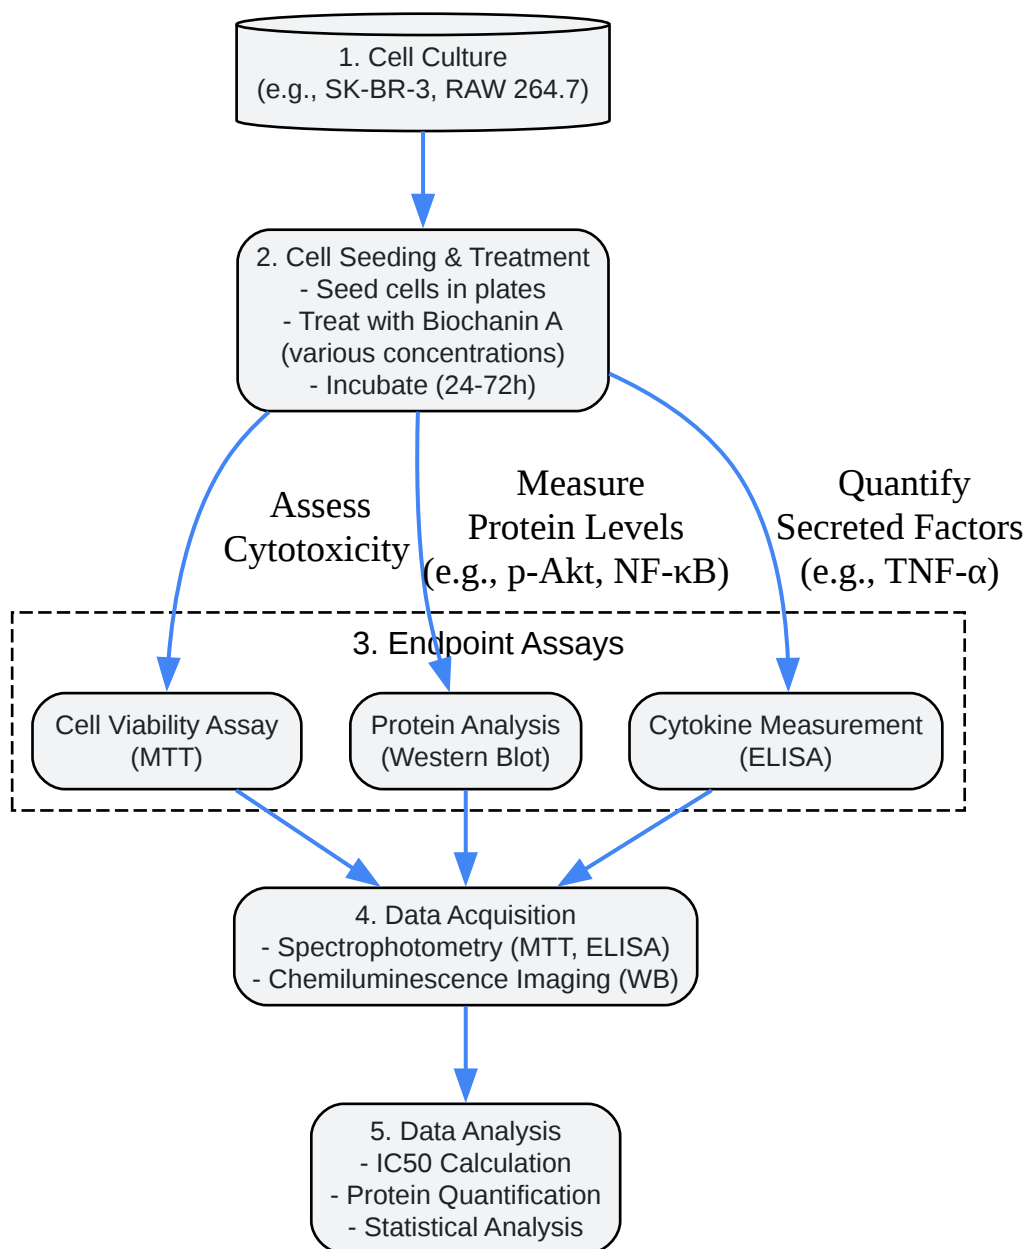 1. Cell Culture
(e.g., SK-BR-3, RAW 264.7)
2. Cell Seeding & Treatment
- Seed cells in plates
- Treat with Biochanin A
(various concentrations)
- Incubate (24-72h)
Assess
Cytotoxicity
Measure
Protein Levels
(e.g., p-Akt, NF-κB)
Quantify
Secreted Factors
(e.g., TNF-α)
3. Endpoint Assays
Cell Viability Assay
(MTT)
Protein Analysis
(Western Blot)
Cytokine Measurement
(ELISA)
4. Data Acquisition
- Spectrophotometry (MTT, ELISA)
- Chemiluminescence Imaging (WB)
5. Data Analysis
- IC50 Calculation
- Protein Quantification
- Statistical Analysis